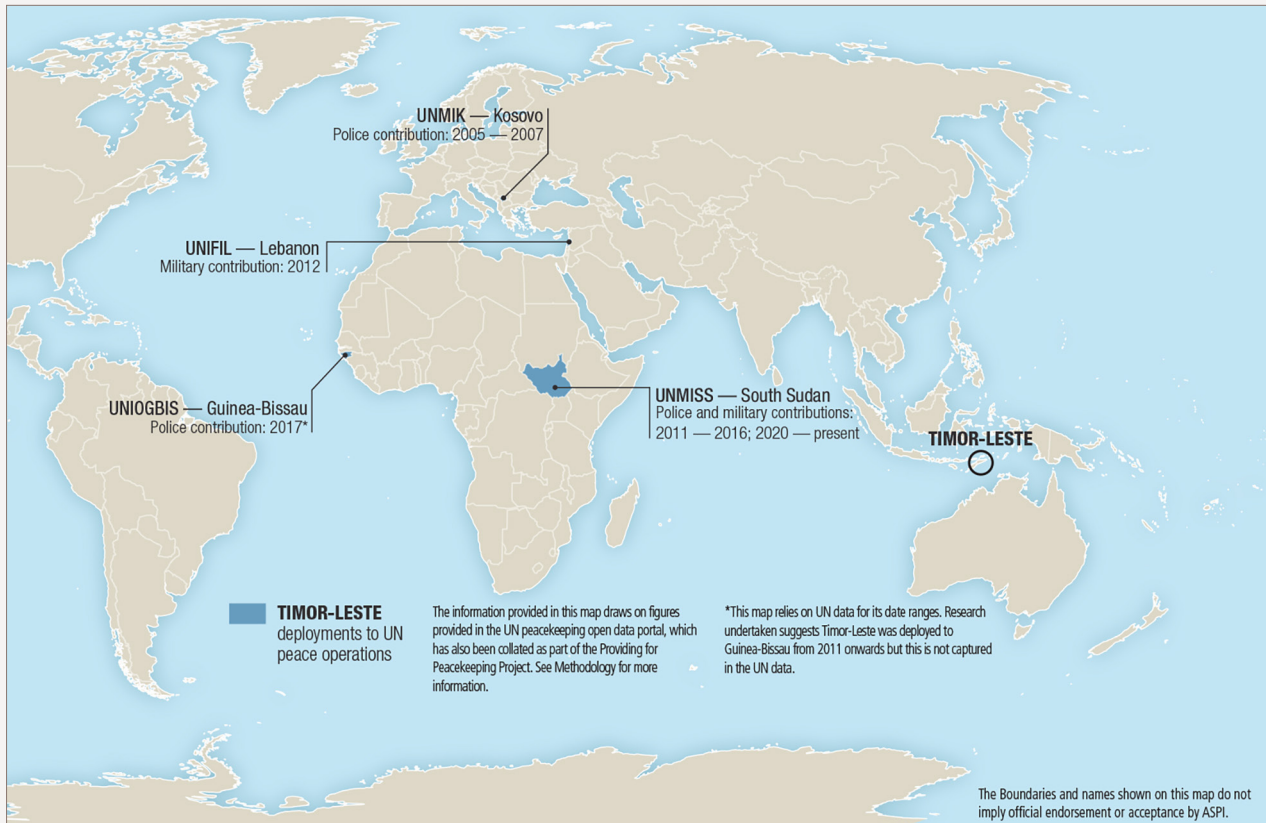 UNMIK — Kosovo
Police contribution: 2005 — 2007
UNIFIL — Lebanon
Military contribution: 2012
UNIOGBIS — Guinea-Bissau
Police contribution: 2017*
UNMISS — South Sudan
Police and military contributions:
2011 — 2016; 2020 — present
TIMOR-LESTE
TIMOR-LESTE
deployments to UN
peace operations
The information provided in this map draws on figures
provided in the UN peacekeeping open data portal, which
has also been collated as part of the Providing for
Peacekeeping Project. See Methodology for more
information.
*This map relies on UN data for its date ranges. Research
undertaken suggests Timor-Leste was deployed to
Guinea-Bissau from 2011 onwards but this is not captured
in the UN data.
The Boundaries and names shown on this map do not
imply official endorsement or acceptance by ASPI.